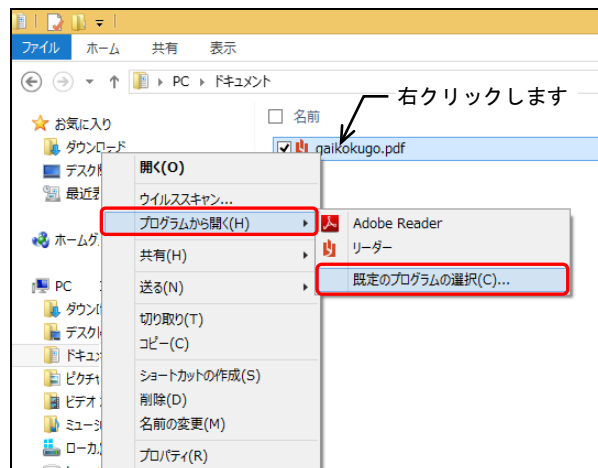 ファイル ホーム 共有 表示
PC ドキュメント
右クリックします
お気に入り
ダウンロード
名前
gaikokugo.pdf
開く(O)
ウイルススキャン...
プログラムから開く(H)
共有(H)
送る(N)
切り取り(T)
コピー(C)
ショートカットの作成(S)
削除(D)
名前の変更(M)
プロパティ(R)
Adobe Reader
リーダー
既定のプログラムの選択(C)...
デスク
最近
ホームグ
PC
ダウン
デスク
ドキュ
ピクチャ
ビデオ
ミュー
ローカ